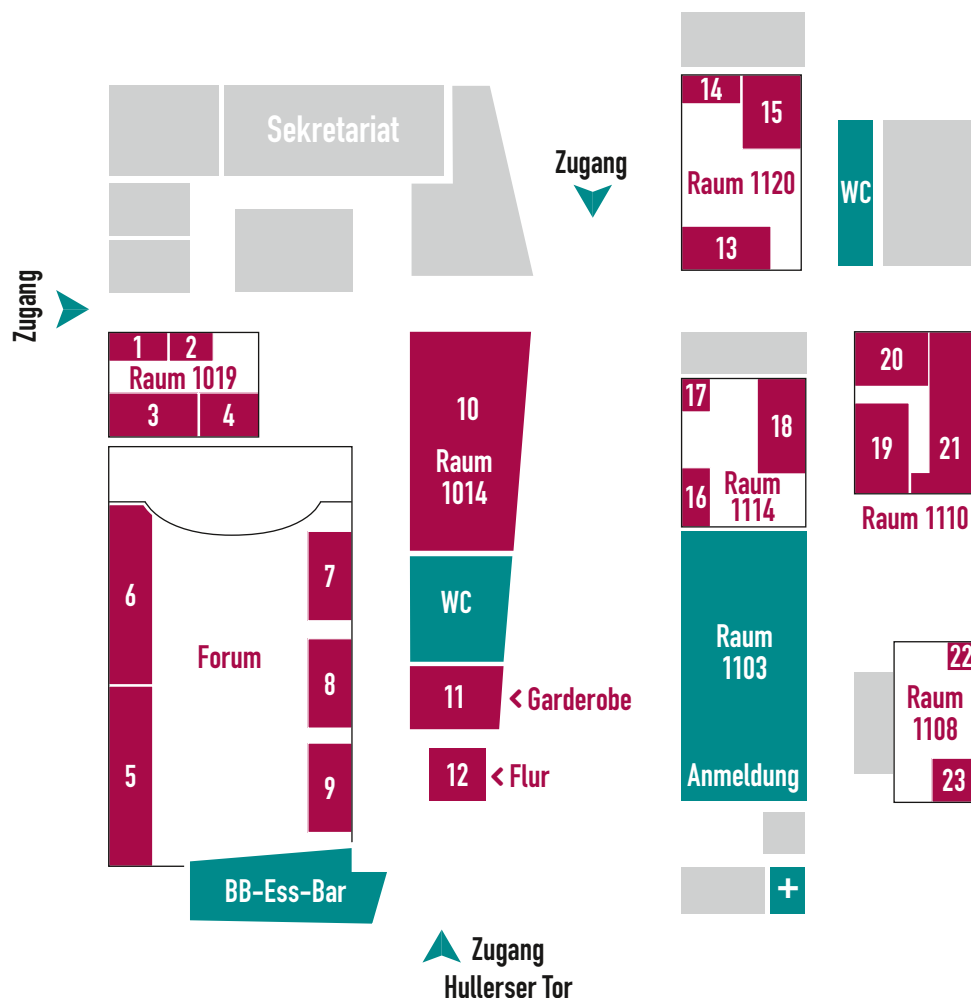 Sekretariat
Zugang
14
15
Raum 1120
13
WC
Zugang
1
2
Raum 1019
3
4
10
Raum
1014
17
18
16
Raum
1114
20
19
21
Raum 1110
6
7
Forum
8
5
9
WC
11
Garderobe
12
Flur
Raum
1103
Anmeldung
22
Raum
1108
23
BB-Ess-Bar
+
Zugang
Hullerser Tor